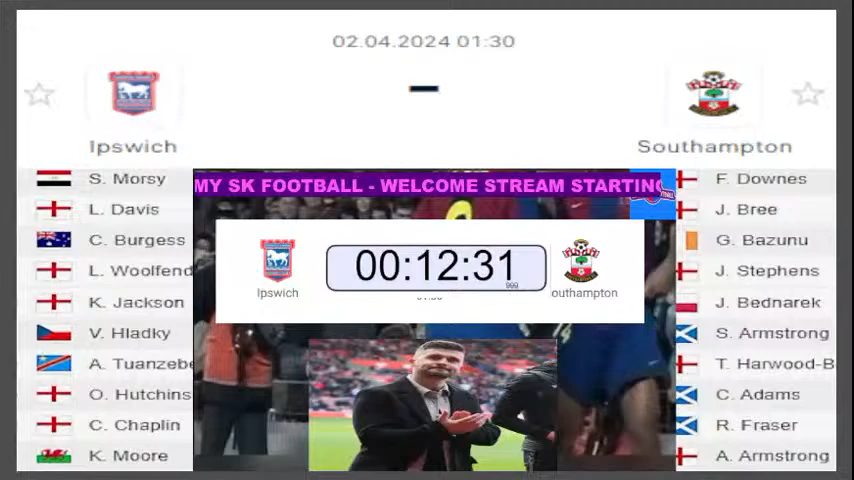 02.04.2024 01:30
Ipswich
Southampton
S. Morsy
L. Davis
C. Burgess
L. Woolfend
K. Jackson
V. Hladky
A. Tuanzebe
O. Hutchins
C. Chaplin
K. Moore
MY SK FOOTBALL - WELCOME STREAM STARTING
00:12:31
999
Ipswich
outhampton
F. Downes
J. Bree
G. Bazunu
J. Stephens
J. Bednarek
S. Armstrong
T. Harwood-B
C. Adams
R. Fraser
A. Armstrong